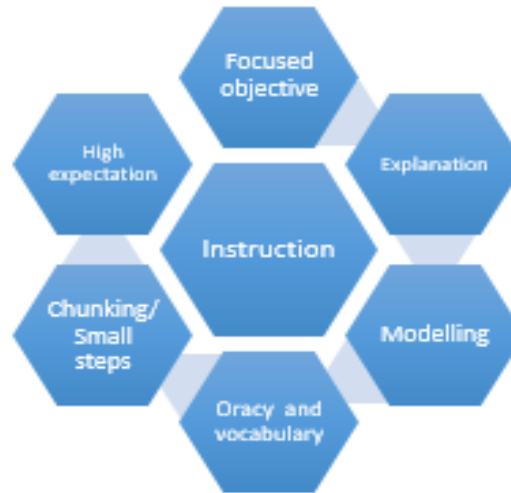 Focused
objective
Explanation
Modelling
Oracy and
vocabulary
Chunking/
Small
steps
High
expectation
Instruction